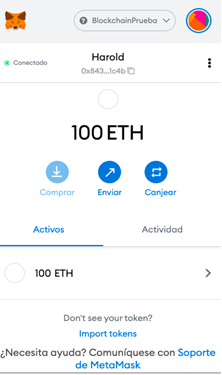 BlockchainPrueba
Conectado
Harold
0x843...1c4b
100 ETH
Comprar
Enviar
Canjear
Activos
Actividad
100 ETH
Don't see your token?
Import tokens
¿Necesita ayuda? Comuníquese con Soporte
de MetaMask